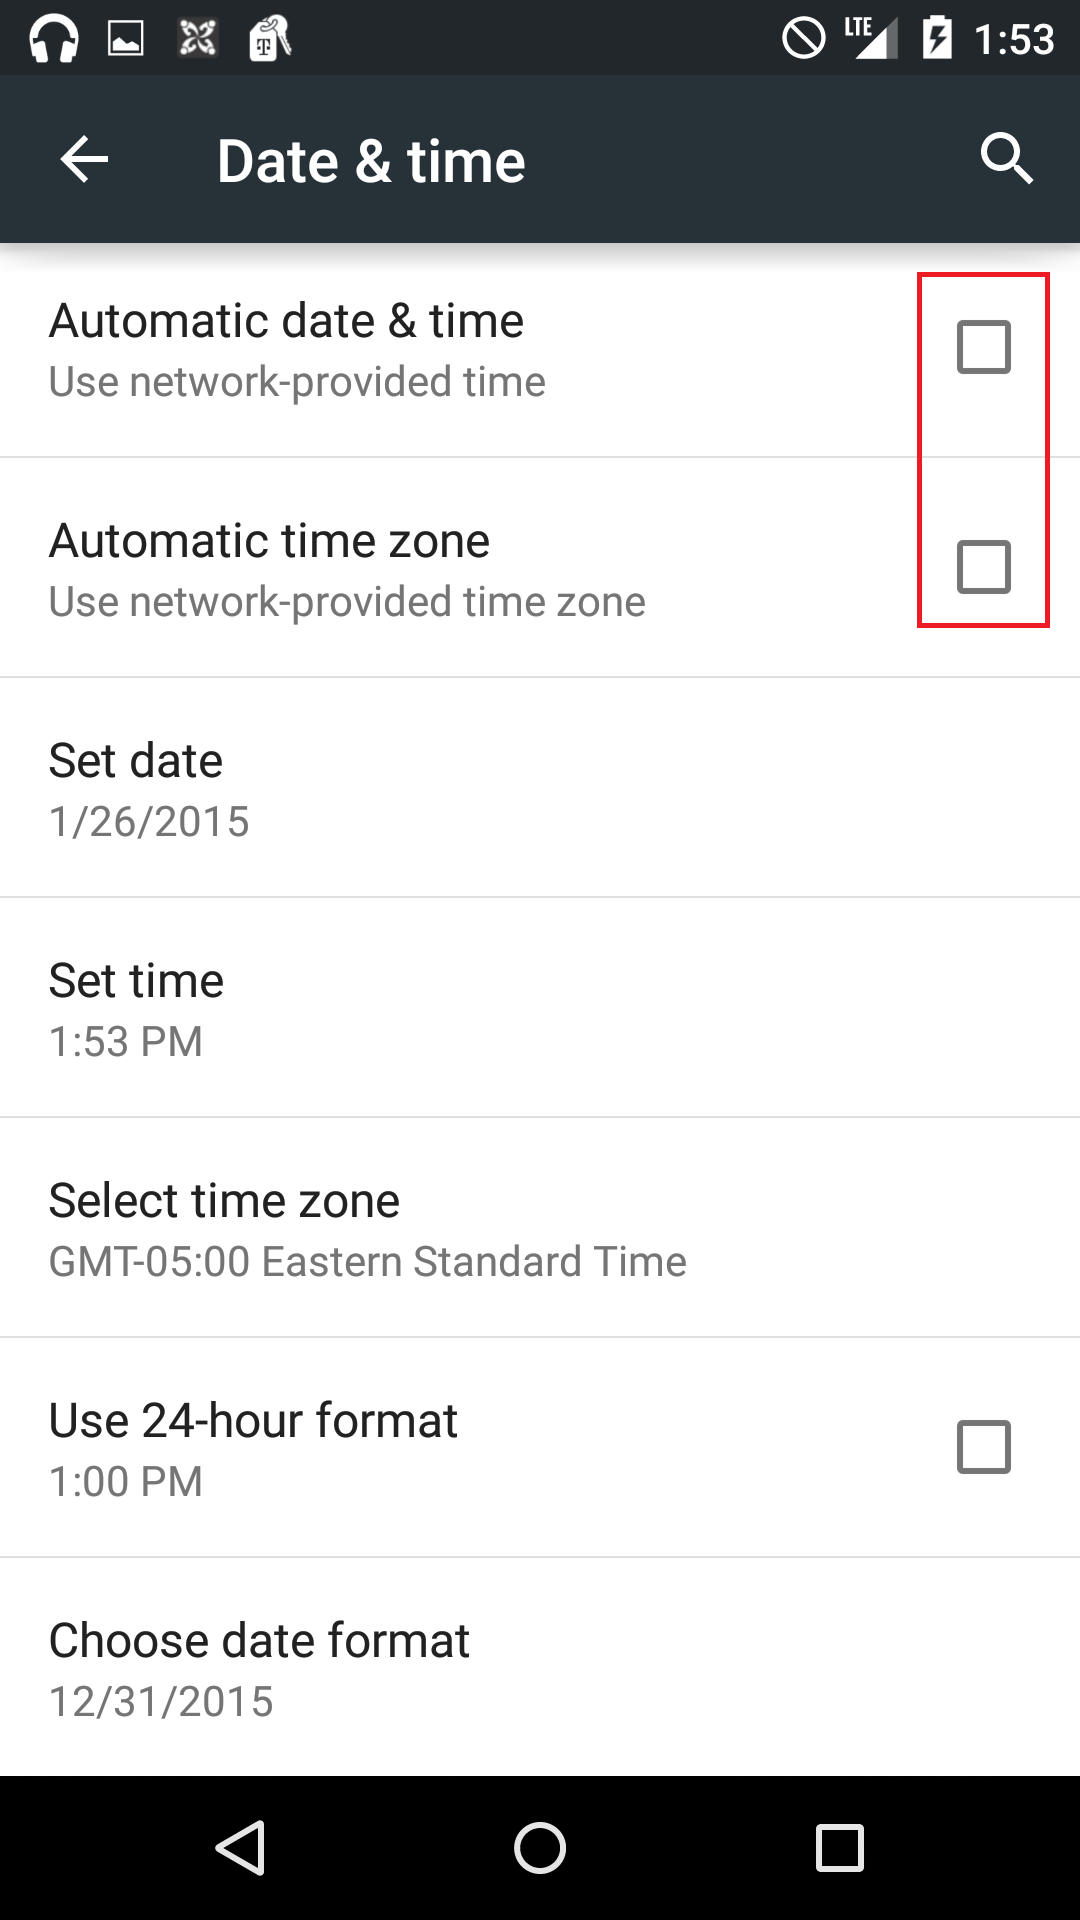 LTE 1:53
Date & time
Automatic date & time
Use network-provided time
Automatic time zone
Use network-provided time zone
Set date
1/26/2015
Set time
1:53 PM
Select time zone
GMT-05:00 Eastern Standard Time
Use 24-hour format
1:00 PM
Choose date format
12/31/2015